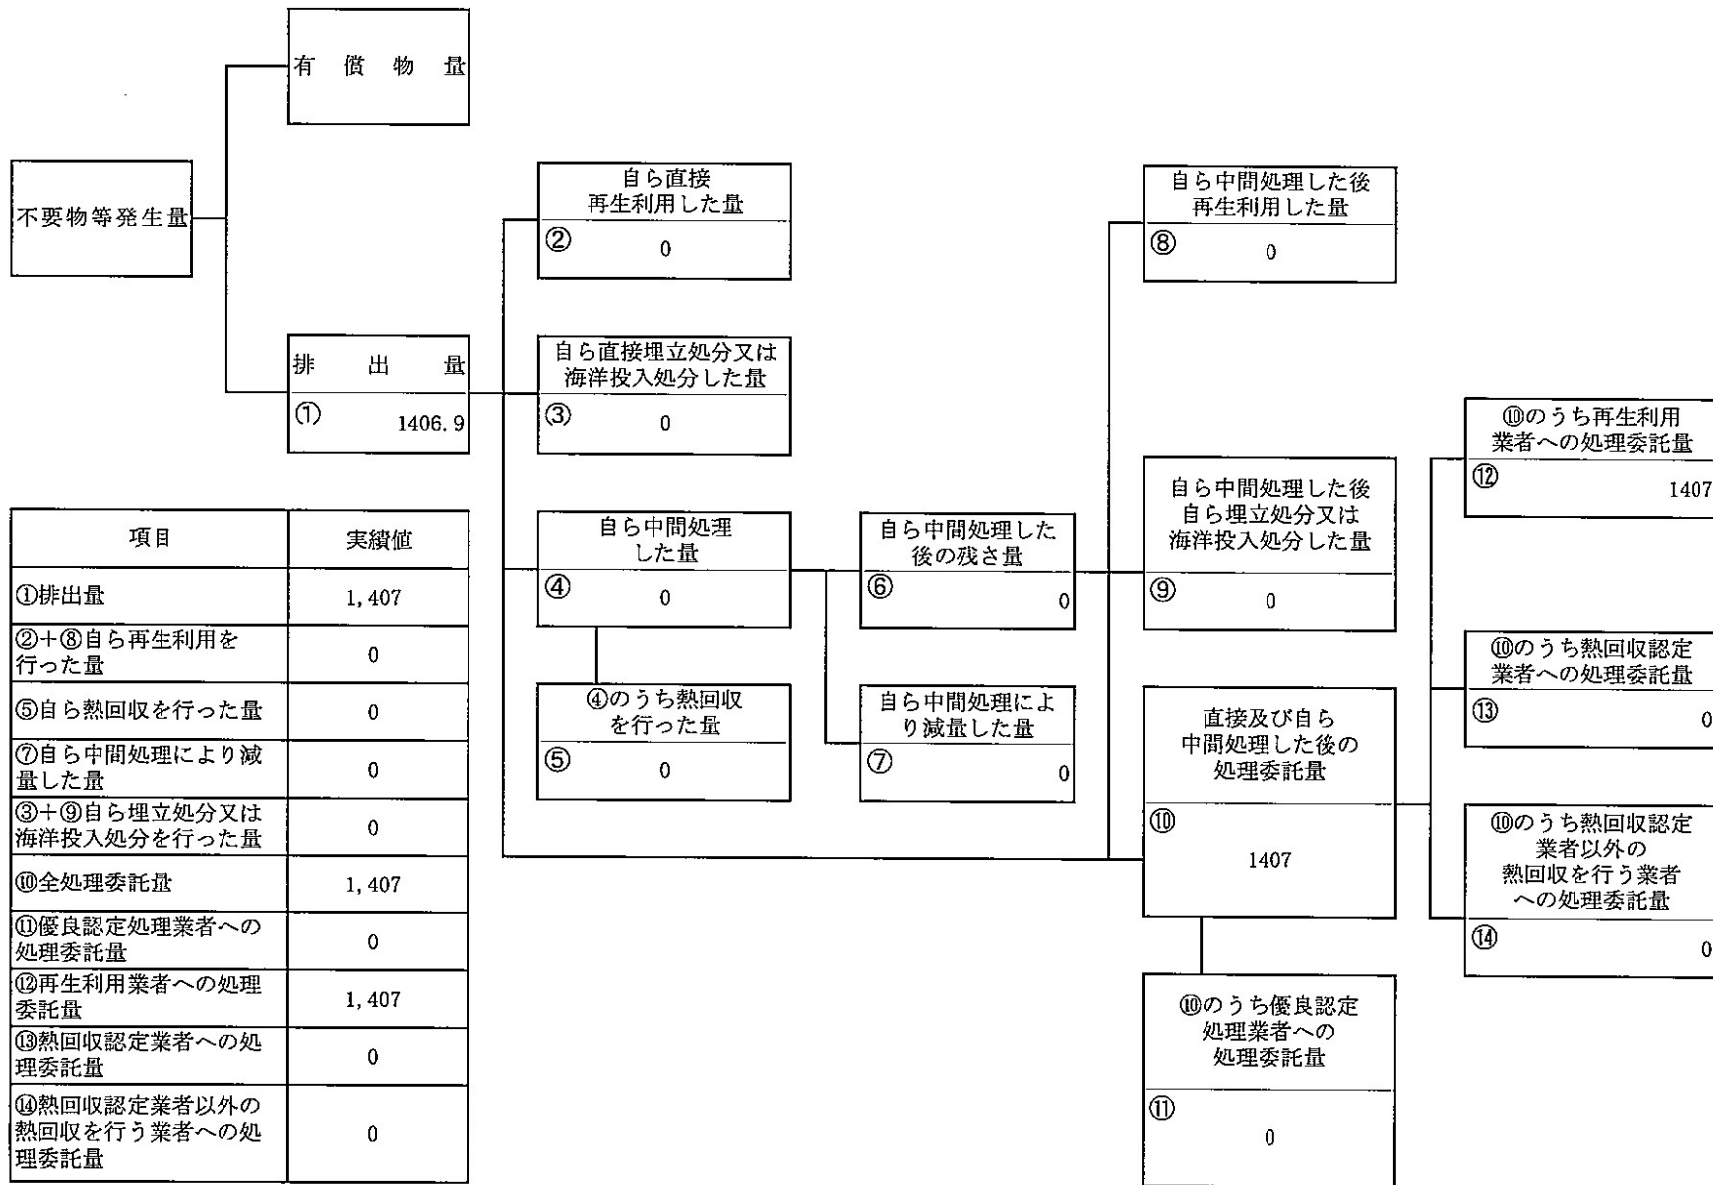 有償物量
不要物等発生量
排出量
① 1406.9
自ら直接
再生利用した量
② 0
自ら直接埋立処分又は
海洋投入処分した量
③ 0
自ら中間処理
した量
④ 0
④のうち熱回収
を行った量
⑤ 0
自ら中間処理した
後の残さ量
⑥ 0
自ら中間処理によ
り減量した量
⑦ 0
自ら中間処理した後
再生利用した量
⑧ 0
自ら中間処理した後
自ら埋立処分又は
海洋投入処分した量
⑨ 0
直接及び自ら
中間処理した後の
処理委託量
⑩
1407
⑩のうち優良認定
処理業者への
処理委託量
⑪
0
⑩のうち再生利用
業者への処理委託量
⑫ 1407
⑩のうち熱回収認定
業者への処理委託量
⑬ 0
⑩のうち熱回収認定
業者以外の
熱回収を行う業者
への処理委託量
⑭ 0
項目 実績値
①排出量 1,407
②+⑧自ら再生利用を
行った量 0
⑤自ら熱回収を行った量 0
⑦自ら中間処理により減
量した量 0
③+⑨自ら埋立処分又は
海洋投入処分を行った量 0
⑩全処理委託量 1,407
⑪優良認定処理業者への
処理委託量 0
⑫再生利用業者への処理
委託量 1,407
⑬熱回収認定業者への処
理委託量 0
⑭熱回収認定業者以外の
熱回収を行う業者への処
理委託量 0